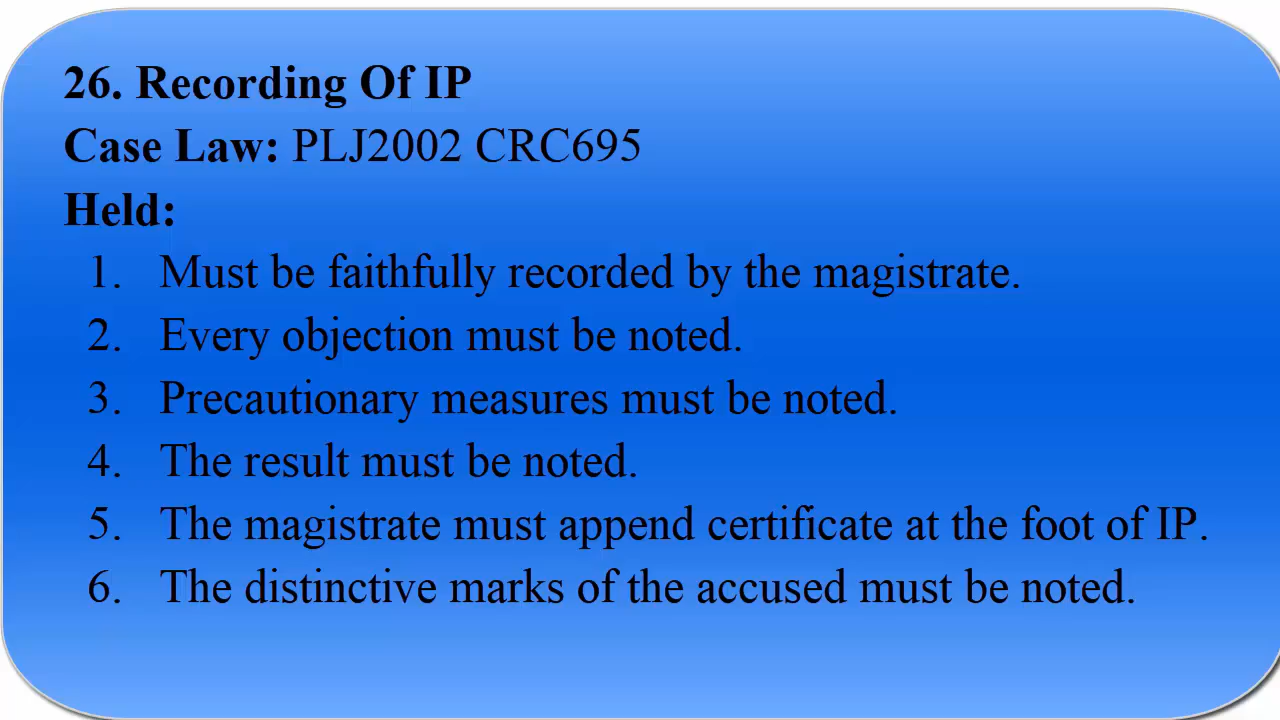 26. Recording Of IP
Case Law: PLJ2002 CRC695
Held:
1. Must be faithfully recorded by the magistrate.
2. Every objection must be noted.
3. Precautionary measures must be noted.
4. The result must be noted.
5. The magistrate must append certificate at the foot of IP.
6. The distinctive marks of the accused must be noted.